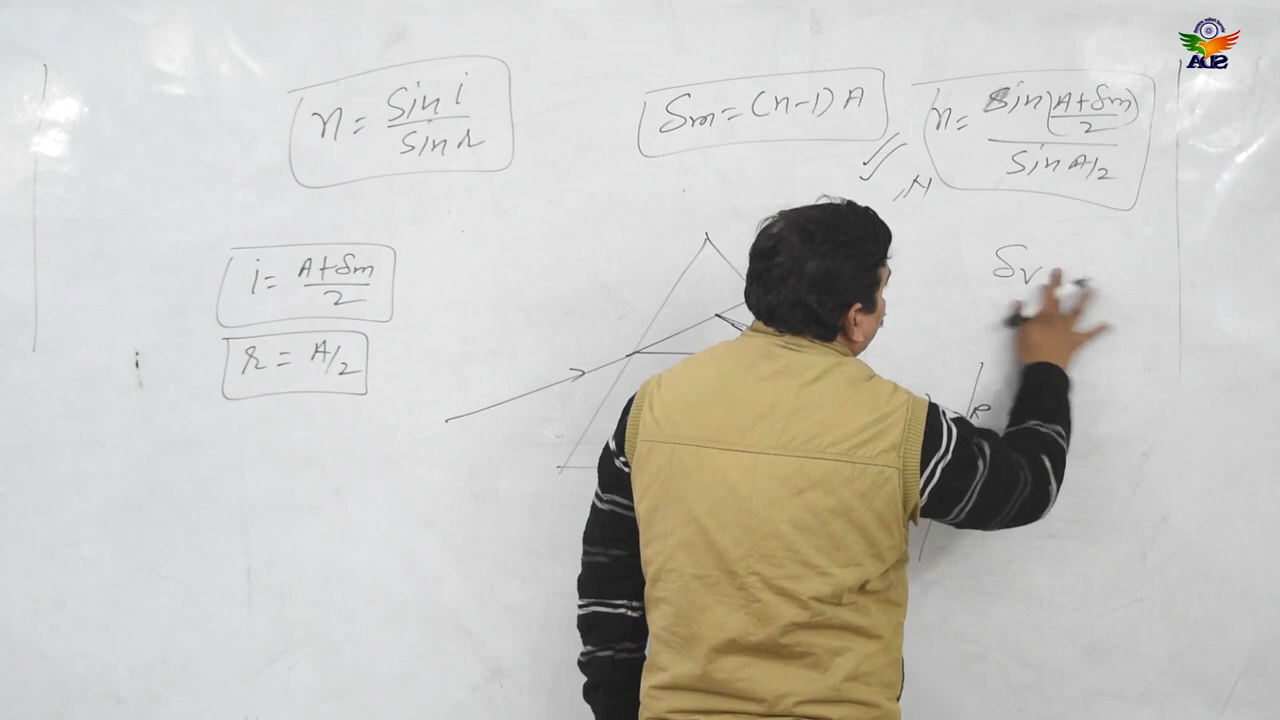 n = Sin i / Sin r
δm = (n-1) A
n = Sin (A+δm / 2) / Sin A/2
i = A+δm / 2
r = A/2
δv
R